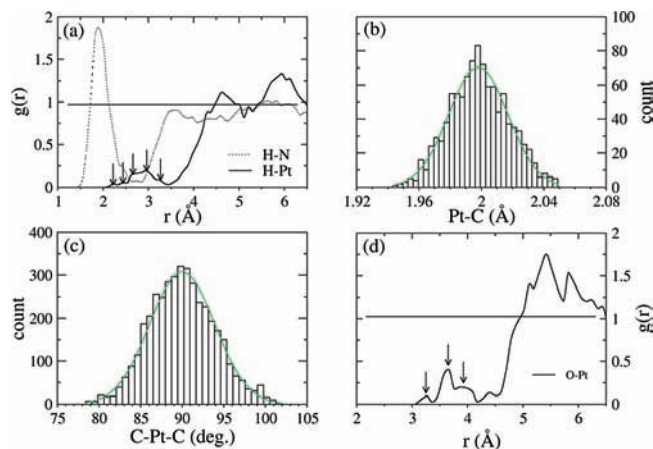 (a)
g(r)
2
1.5
1
0.5
0
H-N
H-Pt
0 1 2 3 4 5 6
r (Å)
(b)
100
80
60
40
20
0
count
1.92 1.96 2 2.04 2.08
Pt-C (Å)
(c)
count
400
300
200
100
0
75 80 85 90 95 100 105
C-Pt-C (deg.)
(d)
2
1.5
1
0.5
0
g(r)
O-Pt
2 3 4 5 6
r (Å)